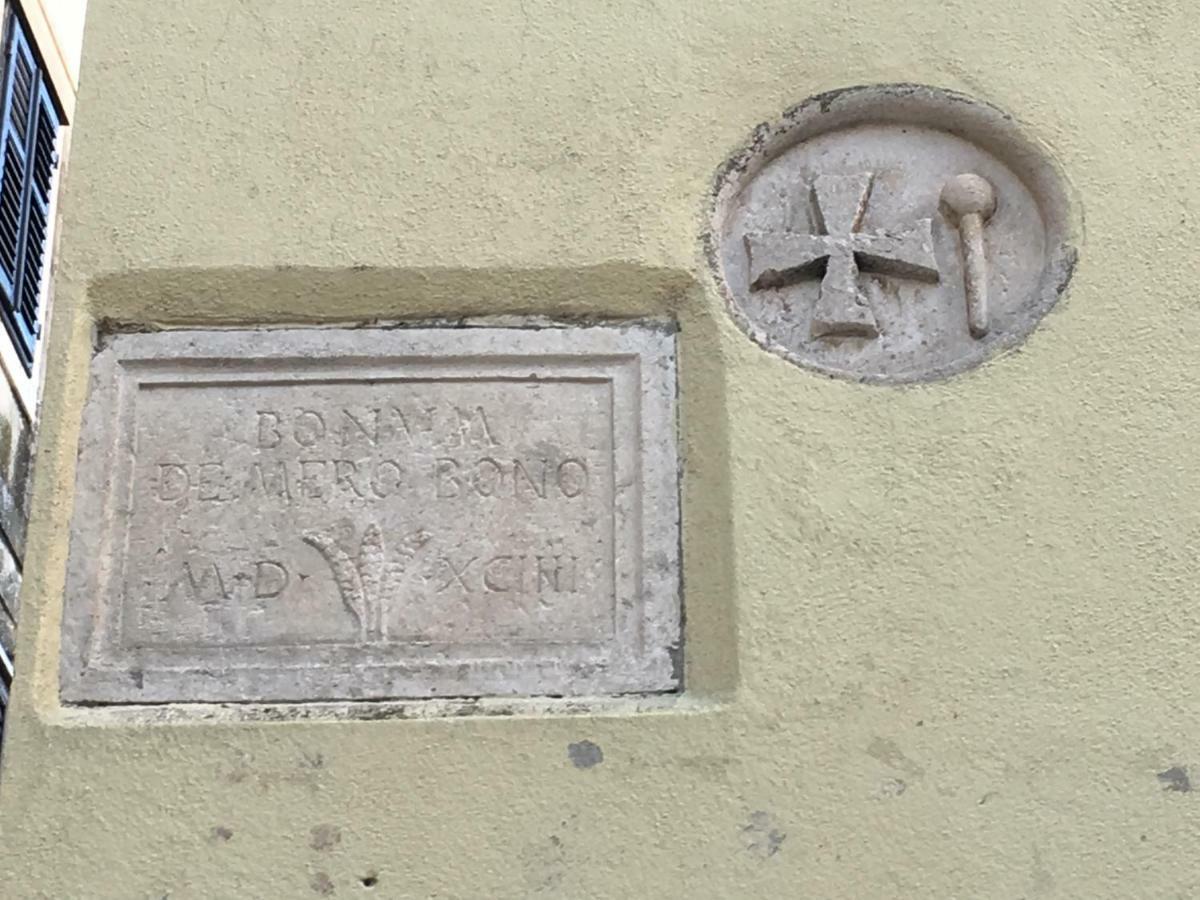 BONVM
DE MERO BONO
M·D· XCIIII